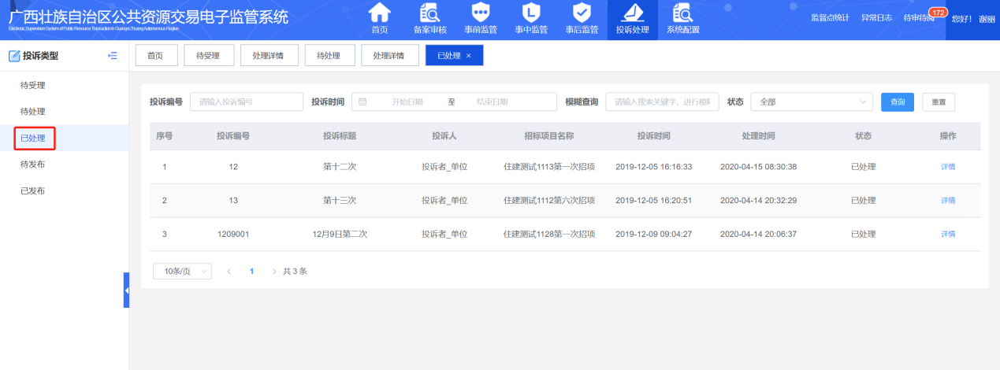 广西壮族自治区公共资源交易电子监管系统
Electronic Supervision System of Public Resource Transaction in Guangxi Zhuang Autonomous Region
首页 备案审核 事前监管 事中监管 事后监管 投诉处理 系统配置
监督点统计 异常日志 待审待阅 172 您好! 谢丽
投诉类型
首页 待受理 处理详情 待处理 处理详情 已处理 ×
待受理
待处理
已处理
待发布
已发布
投诉编号 请输入投诉编号 投诉时间 开始日期 至 结束日期 模糊查询 请输入搜索关键字，进行模糊 状态 全部 查询 重置
序号 投诉编号 投诉标题 投诉人 招标项目名称 投诉时间 处理时间 状态 操作
1 12 第十二次 投诉者_单位 住建测试1113第一次招项 2019-12-05 16:16:33 2020-04-15 08:30:38 已处理 详情
2 13 第十三次 投诉者_单位 住建测试1112第六次招项 2019-12-05 16:20:51 2020-04-14 20:32:29 已处理 详情
3 1209001 12月9日第二次 投诉者_单位 住建测试1128第一次招项 2019-12-09 09:04:27 2020-04-14 20:06:37 已处理 详情
10条/页 1 共 3 条